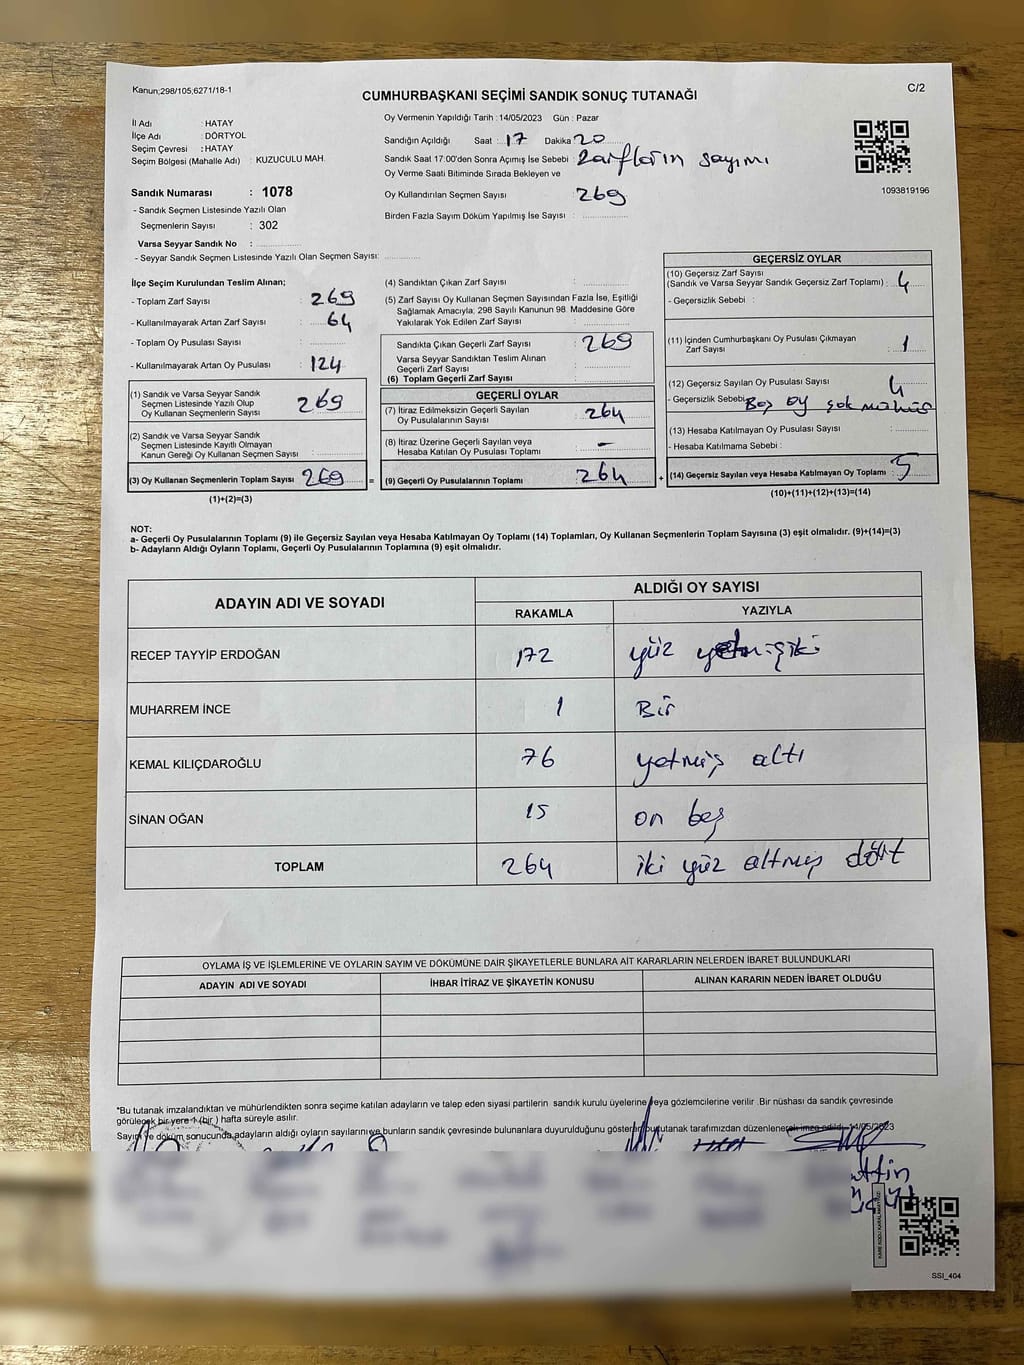 Kanun;298/105;6271/18-1
C/2
CUMHURBAŞKANI SEÇİMİ SANDIK SONUÇ TUTANAĞI
İl Adı : HATAY
İlçe Adı : DÖRTYOL
Seçim Çevresi : HATAY
Seçim Bölgesi (Mahalle Adı) : KUZUCULU MAH.
Sandık Numarası : 1078
- Sandık Seçmen Listesinde Yazılı Olan
Seçmenlerin Sayısı : 302
Varsa Seyyar Sandık No :
- Seyyar Sandık Seçmen Listesinde Yazılı Olan Seçmen Sayısı:
Oy Vermenin Yapıldığı Tarih : 14/05/2023 Gün : Pazar
Sandığın Açıldığı Saat : 17 Dakika 20
Sandık Saat 17:00'den Sonra Açımış İse Sebebi : Zarfların sayımı
Oy Verme Saati Bitiminde Sırada Bekleyen ve
Oy Kullandırılan Seçmen Sayısı : 269
Birden Fazla Sayım Döküm Yapılmış İse Sayısı :
1093819196
İlçe Seçim Kurulundan Teslim Alınan;
- Toplam Zarf Sayısı : 269
- Kullanılmayarak Artan Zarf Sayısı : 64
- Toplam Oy Pusulası Sayısı :
- Kullanılmayarak Artan Oy Pusulası : 124
(1) Sandık ve Varsa Seyyar Sandık
Seçmen Listesinde Yazılı Olup
Oy Kullanan Seçmenlerin Sayısı : 269
(2) Sandık ve Varsa Seyyar Sandık
Seçmen Listesinde Kayıtlı Olmayan
Kanun Gereği Oy Kullanan Seçmen Sayısı :
(3) Oy Kullanan Seçmenlerin Toplam Sayısı : 269 =
(1)+(2)=(3)
(4) Sandıktan Çıkan Zarf Sayısı :
(5) Zarf Sayısı Oy Kullanan Seçmen Sayısından Fazla İse, Eşitliği
Sağlamak Amacıyla, 298 Sayılı Kanunun 98. Maddesine Göre
Yakılarak Yok Edilen Zarf Sayısı :
Sandıkta Çıkan Geçerli Zarf Sayısı : 269
Varsa Seyyar Sandıktan Teslim Alınan
Geçerli Zarf Sayısı :
(6) Toplam Geçerli Zarf Sayısı :
GEÇERLİ OYLAR
(7) İtiraz Edilmeksizin Geçerli Sayılan
Oy Pusulalarının Sayısı : 264
(8) İtiraz Üzerine Geçerli Sayılan veya
Hesaba Katılan Oy Pusulası Toplamı : -
(9) Geçerli Oy Pusulalarının Toplamı : 264 +
GEÇERSİZ OYLAR
(10) Geçersiz Zarf Sayısı
(Sandık ve Varsa Seyyar Sandık Geçersiz Zarf Toplamı) : 4
- Geçersizlik Sebebi :
(11) İçinden Cumhurbaşkanı Oy Pusulası Çıkmayan
Zarf Sayısı : 1
(12) Geçersiz Sayılan Oy Pusulası Sayısı : 4
- Geçersizlik Sebebi: Boş oy
(13) Hesaba Katılmayan Oy Pusulası Sayısı :
- Hesaba Katılmama Sebebi :
(14) Geçersiz Sayılan veya Hesaba Katılmayan Oy Toplamı : 5
(10)+(11)+(12)+(13)=(14)
NOT:
a- Geçerli Oy Pusulalarının Toplamı (9) ile Geçersiz Sayılan veya Hesaba Katılmayan Oy Toplamı (14) Toplamları, Oy Kullanan Seçmenlerin Toplam Sayısına (3) eşit olmalıdır. (9)+(14)=(3)
b- Adayların Aldığı Oyların Toplamı, Geçerli Oy Pusulalarının Toplamına (9) eşit olmalıdır.
ADAYIN ADI VE SOYADI
ALDIĞI OY SAYISI
RAKAMLA YAZIYLA
RECEP TAYYİP ERDOĞAN 172 yüz yetmişiki
MUHARREM İNCE 1 Bir
KEMAL KILIÇDAROĞLU 76 yetmiş altı
SİNAN OĞAN 15 on beş
TOPLAM 264 iki yüz altmış dört
OYLAMA İŞ VE İŞLEMLERİNE VE OYLARIN SAYIM VE DÖKÜMÜNE DAİR ŞİKAYETLERLE BUNLARA AİT KARARLARIN NELERDEN İBARET BULUNDUKLARI
ADAYIN ADI VE SOYADI İHBAR İTİRAZ VE ŞİKAYETİN KONUSU ALINAN KARARIN NEDEN İBARET OLDUĞU
*Bu tutanak imzalandıktan ve mühürlendikten sonra seçime katılan adayların ve talep eden siyasi partilerin sandık kurulu üyelerine veya gözlemcilerine verilir .Bir nüshası da sandık çevresinde
görülecek bir yere 1 (bir ) hafta süreyle asılır.
Sayım ve döküm sonucunda adayların aldığı oyların sayılarını ve bunların sandık çevresinde bulunanlara duyurulduğunu gösteren bu tutanak tarafımızdan düzenlenerek imza edildi. 14/05/2023
SSI_404